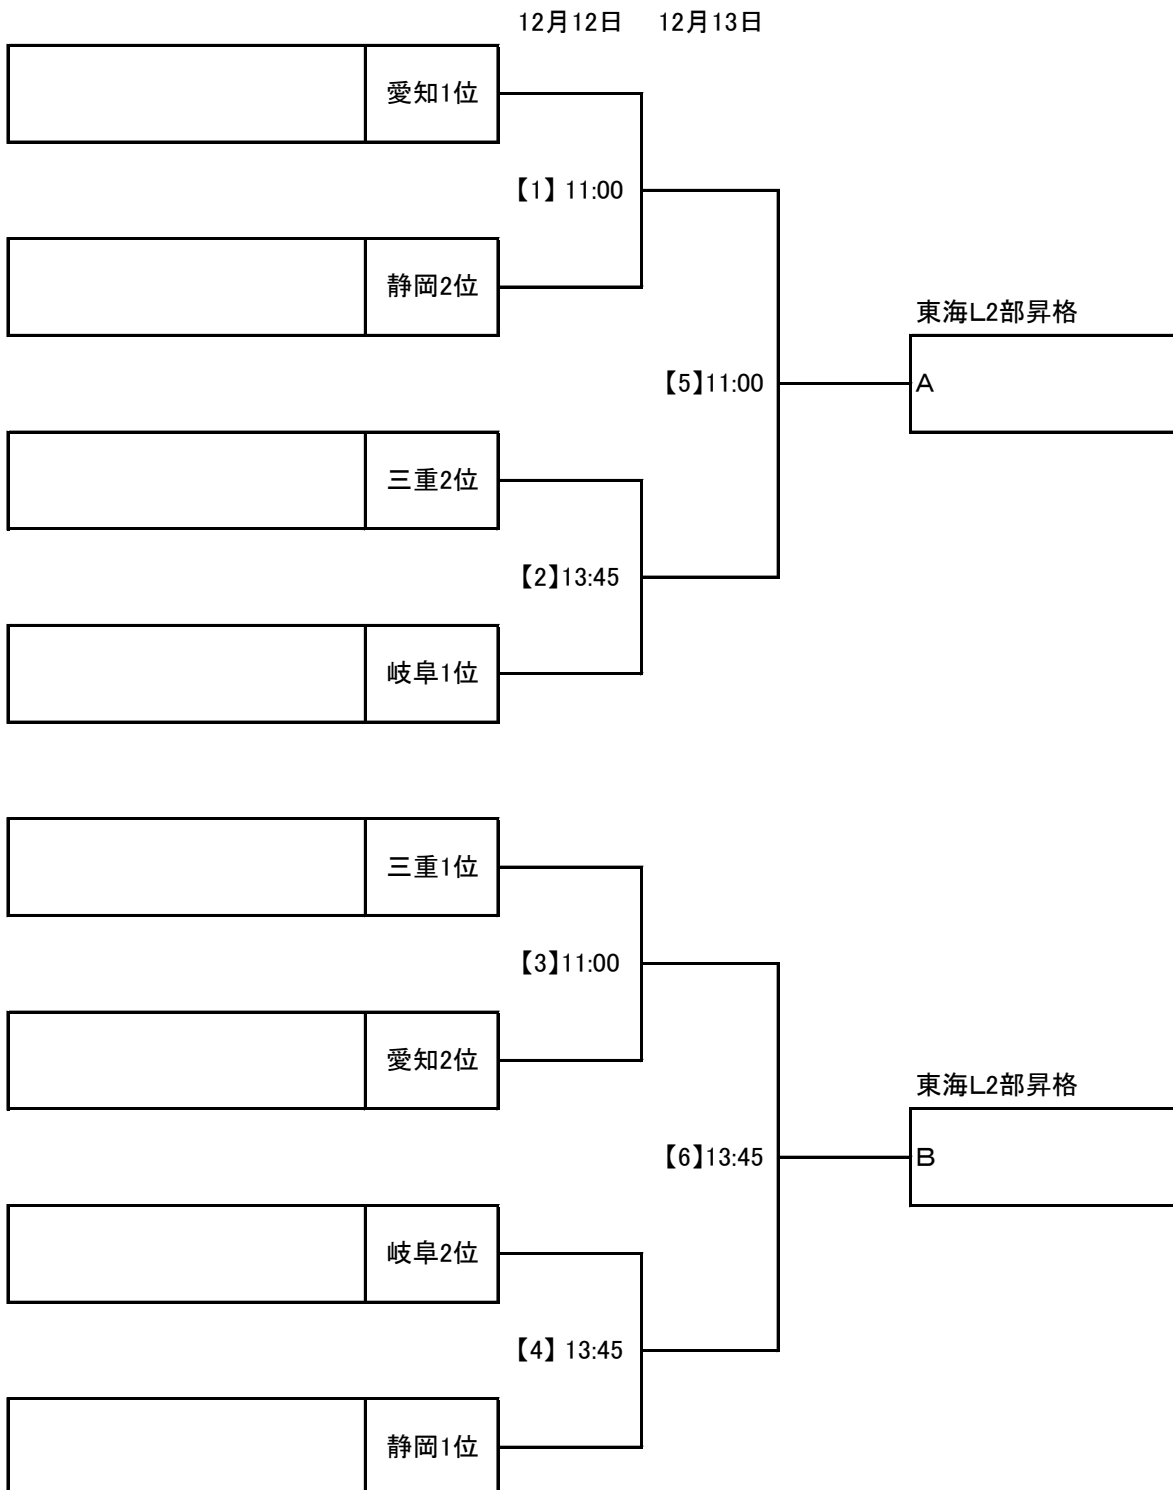 12月12日 12月13日
愛知1位
【1】 11:00
静岡2位
東海L2部昇格
【5】11:00
A
三重2位
【2】13:45
岐阜1位
三重1位
【3】11:00
愛知2位
東海L2部昇格
【6】13:45
B
岐阜2位
【4】 13:45
静岡1位